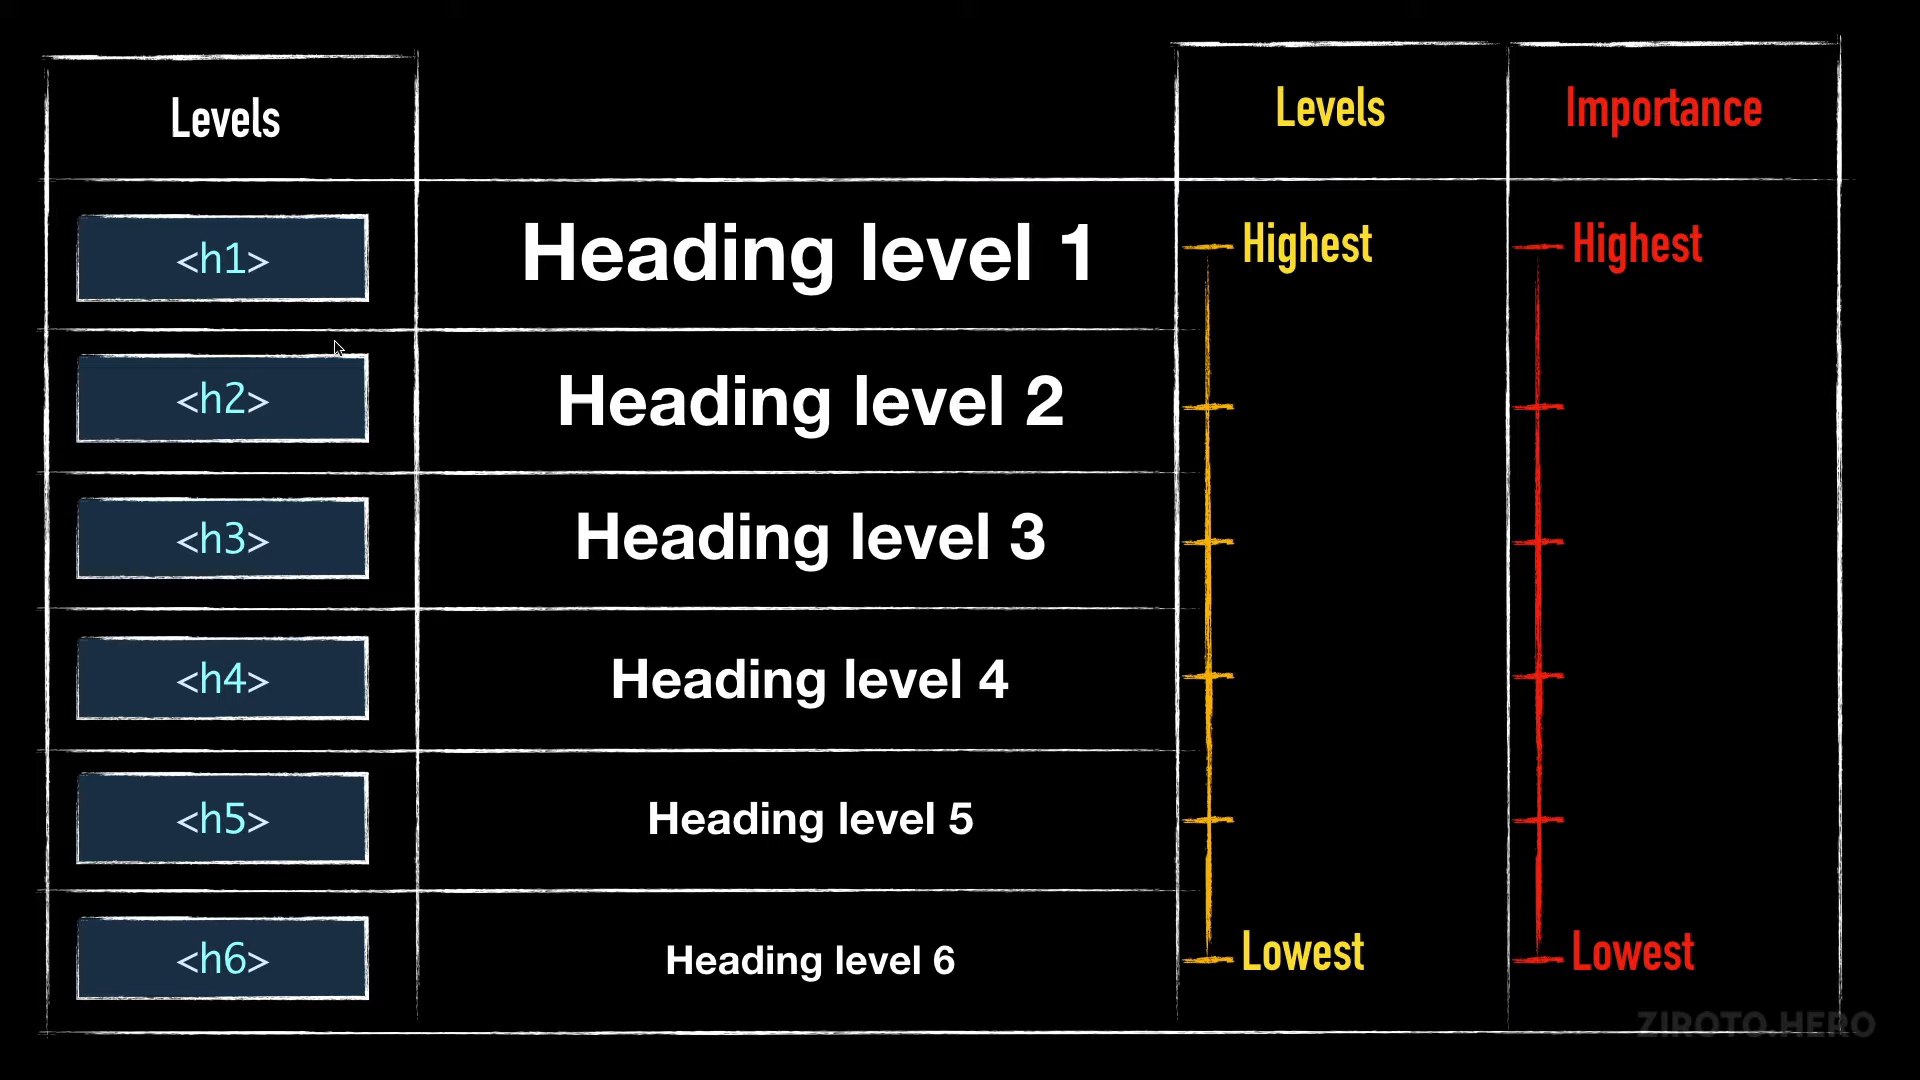 Levels
Levels
Importance
<h1>
Heading level 1
Highest
Highest
<h2>
Heading level 2
<h3>
Heading level 3
<h4>
Heading level 4
<h5>
Heading level 5
<h6>
Heading level 6
Lowest
Lowest
ZIROTO.HERO